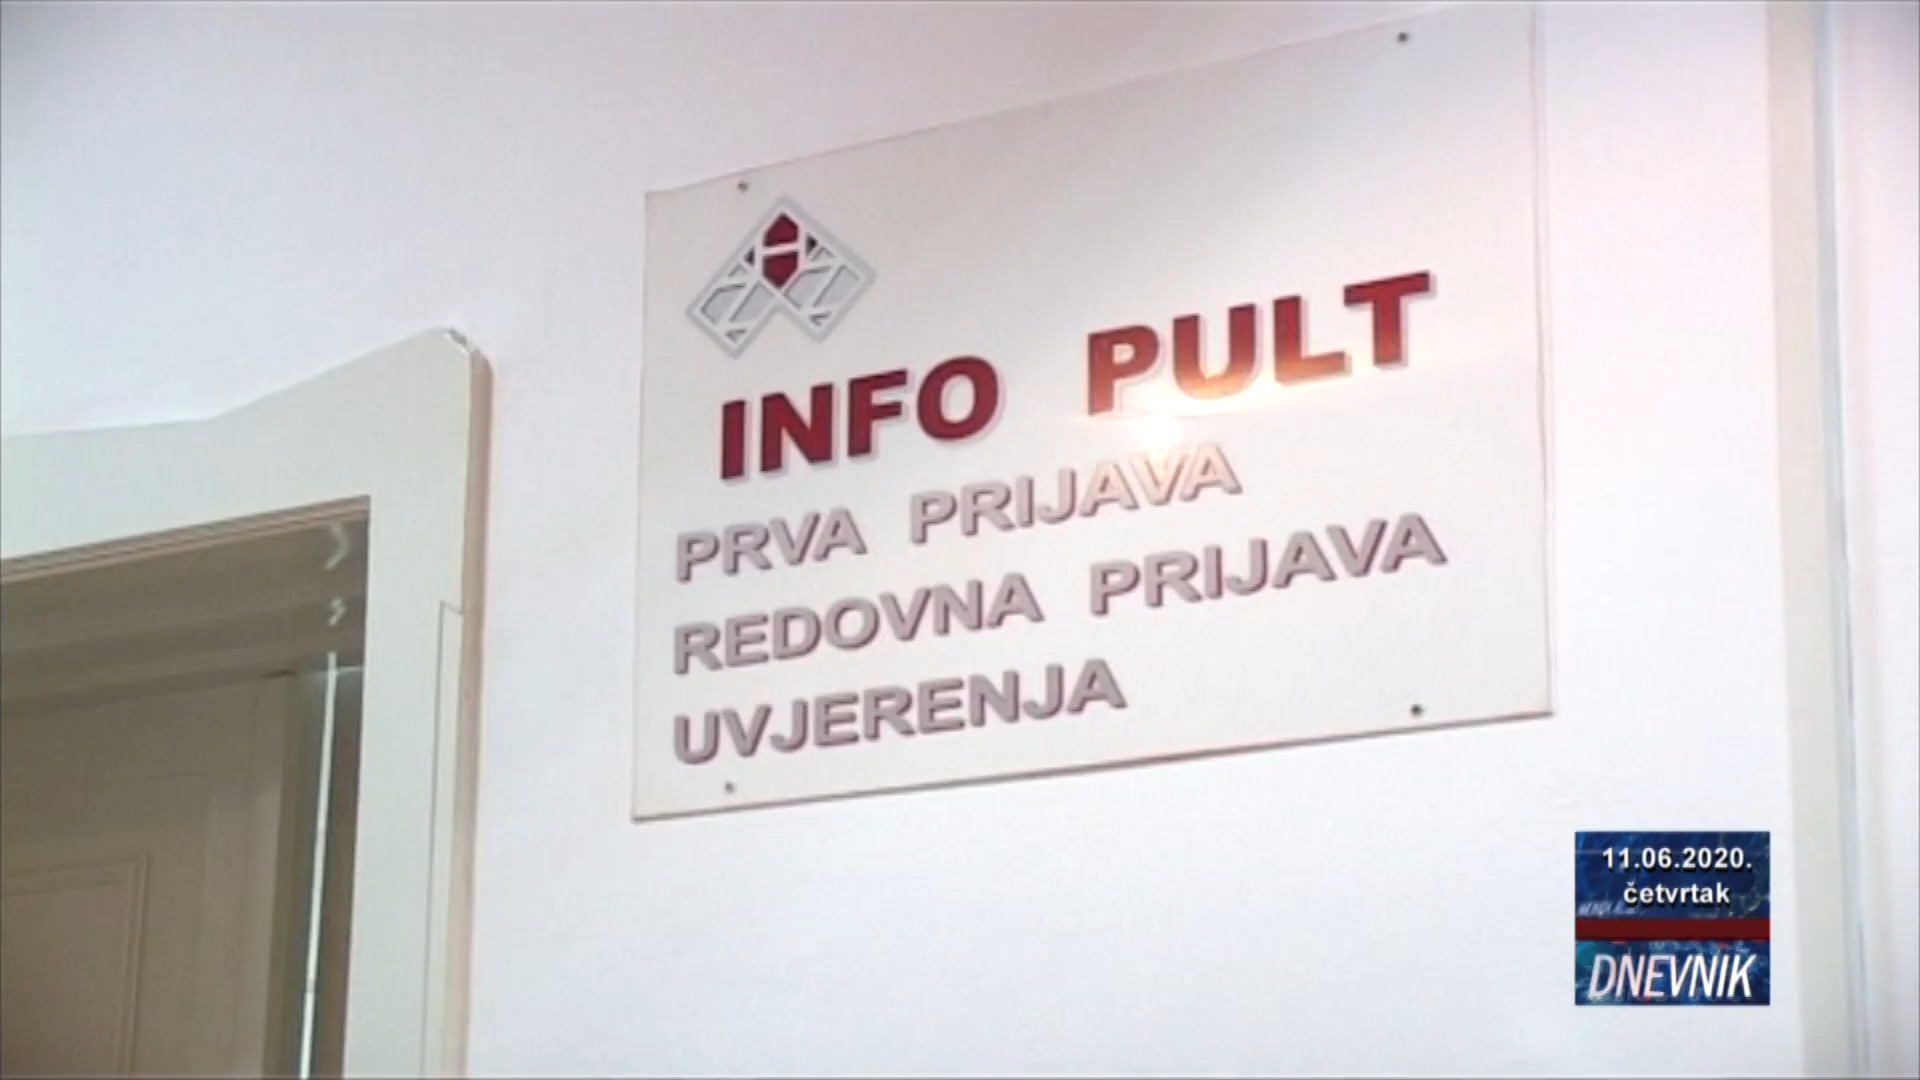 INFO PULT
PRVA PRIJAVA
REDOVNA PRIJAVA
UVJERENJA
11.06.2020.
četvrtak
DNEVNIK